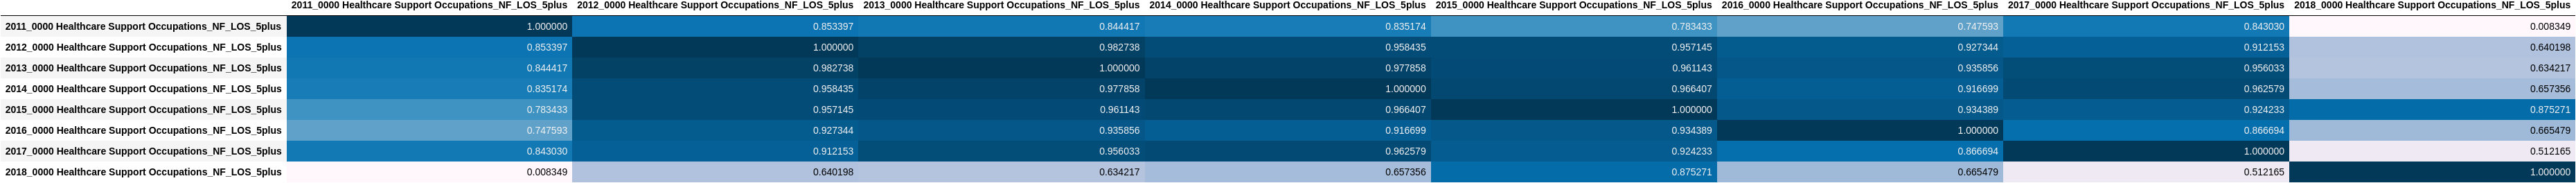 2011_0000 Healthcare Support Occupations_NF_LOS_5plus 2012_0000 Healthcare Support Occupations_NF_LOS_5plus 2013_0000 Healthcare Support Occupations_NF_LOS_5plus 2014_0000 Healthcare Support Occupations_NF_LOS_5plus 2015_0000 Healthcare Support Occupations_NF_LOS_5plus 2016_0000 Healthcare Support Occupations_NF_LOS_5plus 2017_0000 Healthcare Support Occupations_NF_LOS_5plus 2018_0000 Healthcare Support Occupations_NF_LOS_5plus
2011_0000 Healthcare Support Occupations_NF_LOS_5plus 1.000000 0.853397 0.844417 0.835174 0.783433 0.747593 0.843030 0.008349
2012_0000 Healthcare Support Occupations_NF_LOS_5plus 0.853397 1.000000 0.982738 0.958435 0.957145 0.927344 0.912153 0.640198
2013_0000 Healthcare Support Occupations_NF_LOS_5plus 0.844417 0.982738 1.000000 0.977858 0.961143 0.935856 0.956033 0.634217
2014_0000 Healthcare Support Occupations_NF_LOS_5plus 0.835174 0.958435 0.977858 1.000000 0.966407 0.916699 0.962579 0.657356
2015_0000 Healthcare Support Occupations_NF_LOS_5plus 0.783433 0.957145 0.961143 0.966407 1.000000 0.934389 0.924233 0.875271
2016_0000 Healthcare Support Occupations_NF_LOS_5plus 0.747593 0.927344 0.935856 0.916699 0.934389 1.000000 0.866694 0.665479
2017_0000 Healthcare Support Occupations_NF_LOS_5plus 0.843030 0.912153 0.956033 0.962579 0.924233 0.866694 1.000000 0.512165
2018_0000 Healthcare Support Occupations_NF_LOS_5plus 0.008349 0.640198 0.634217 0.657356 0.875271 0.665479 0.512165 1.000000